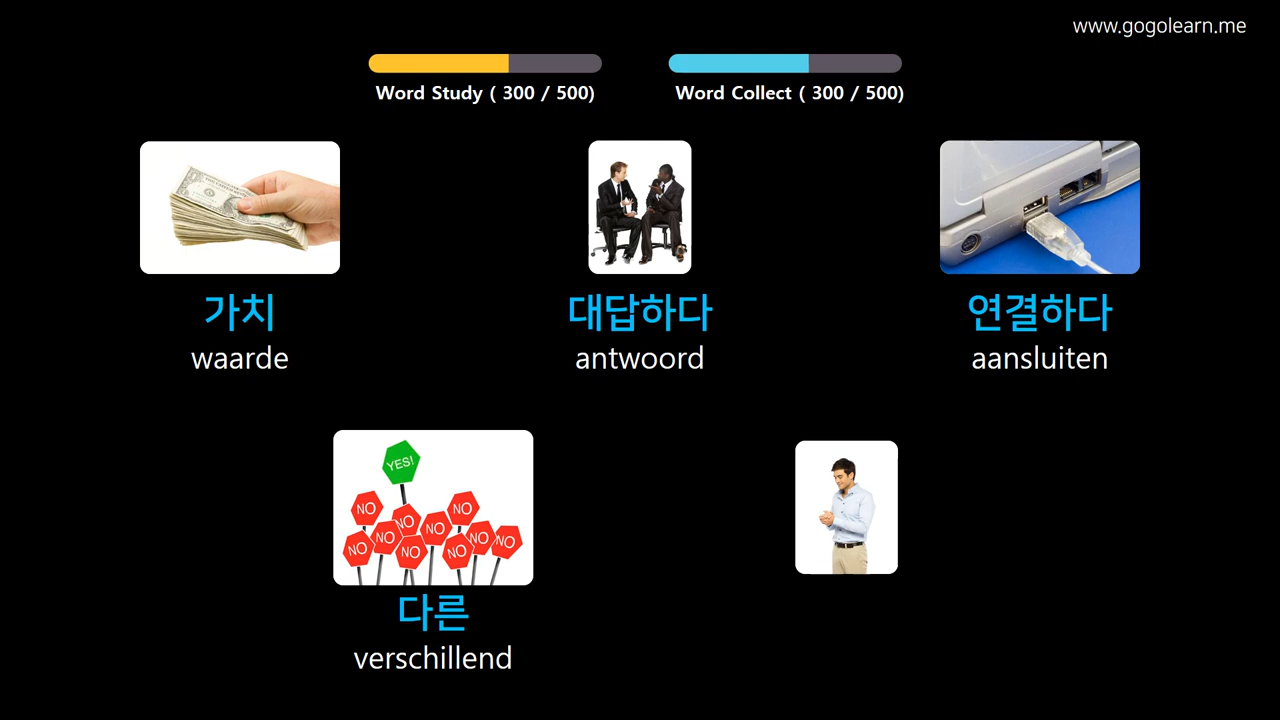 www.gogolearn.me
Word Study ( 300 / 500)
Word Collect ( 300 / 500)
가치
대답하다
연결하다
waarde
antwoord
aansluiten
YES!
NO
NO
NO
NO
NO
NO
NO
NO
NO
NO
다른
verschillend